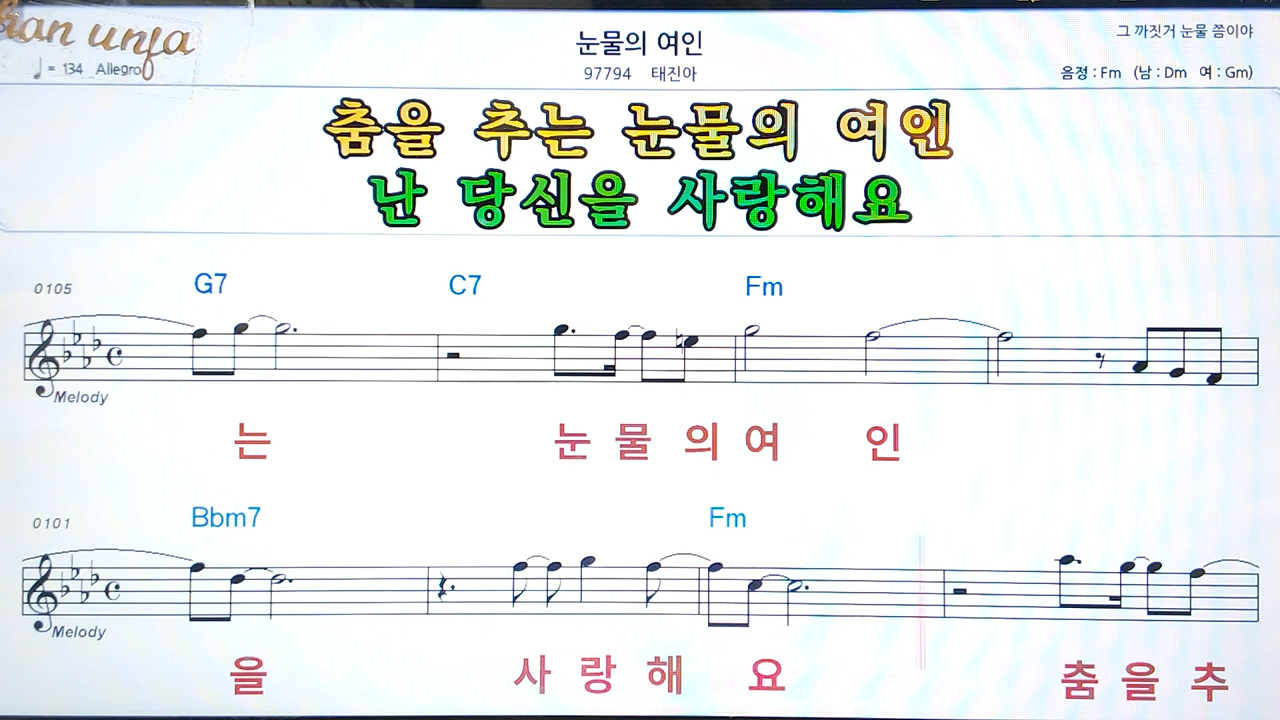 han unja
눈물의 여인
그 까짓거 눈물 쯤이야
♩ = 134 Allegro
97794 태진아
음정 : Fm (남 : Dm 여 : Gm)
춤을 추는 눈물의 여인
난 당신을 사랑해요
0105 G7 C7 Fm
Melody
는 눈 물 의 여 인
0101 Bbm7 Fm
Melody
을 사 랑 해 요 춤 을 추